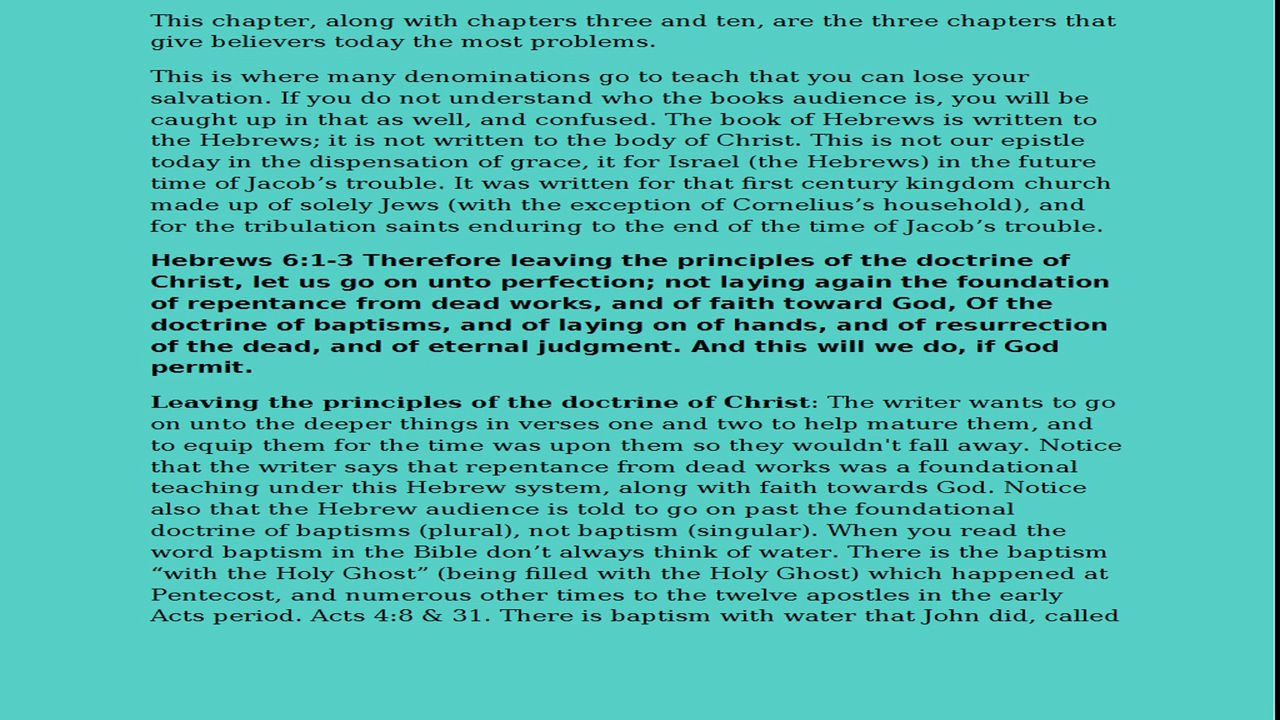 This chapter, along with chapters three and ten, are the three chapters that
give believers today the most problems.
This is where many denominations go to teach that you can lose your
salvation. If you do not understand who the books audience is, you will be
caught up in that as well, and confused. The book of Hebrews is written to
the Hebrews; it is not written to the body of Christ. This is not our epistle
today in the dispensation of grace, it for Israel (the Hebrews) in the future
time of Jacob’s trouble. It was written for that first century kingdom church
made up of solely Jews (with the exception of Cornelius’s household), and
for the tribulation saints enduring to the end of the time of Jacob’s trouble.
Hebrews 6:1-3 Therefore leaving the principles of the doctrine of
Christ, let us go on unto perfection; not laying again the foundation
of repentance from dead works, and of faith toward God, Of the
doctrine of baptisms, and of laying on of hands, and of resurrection
of the dead, and of eternal judgment. And this will we do, if God
permit.
Leaving the principles of the doctrine of Christ: The writer wants to go
on unto the deeper things in verses one and two to help mature them, and
to equip them for the time was upon them so they wouldn't fall away. Notice
that the writer says that repentance from dead works was a foundational
teaching under this Hebrew system, along with faith towards God. Notice
also that the Hebrew audience is told to go on past the foundational
doctrine of baptisms (plural), not baptism (singular). When you read the
word baptism in the Bible don’t always think of water. There is the baptism
“with the Holy Ghost” (being filled with the Holy Ghost) which happened at
Pentecost, and numerous other times to the twelve apostles in the early
Acts period. Acts 4:8 & 31. There is baptism with water that John did, called